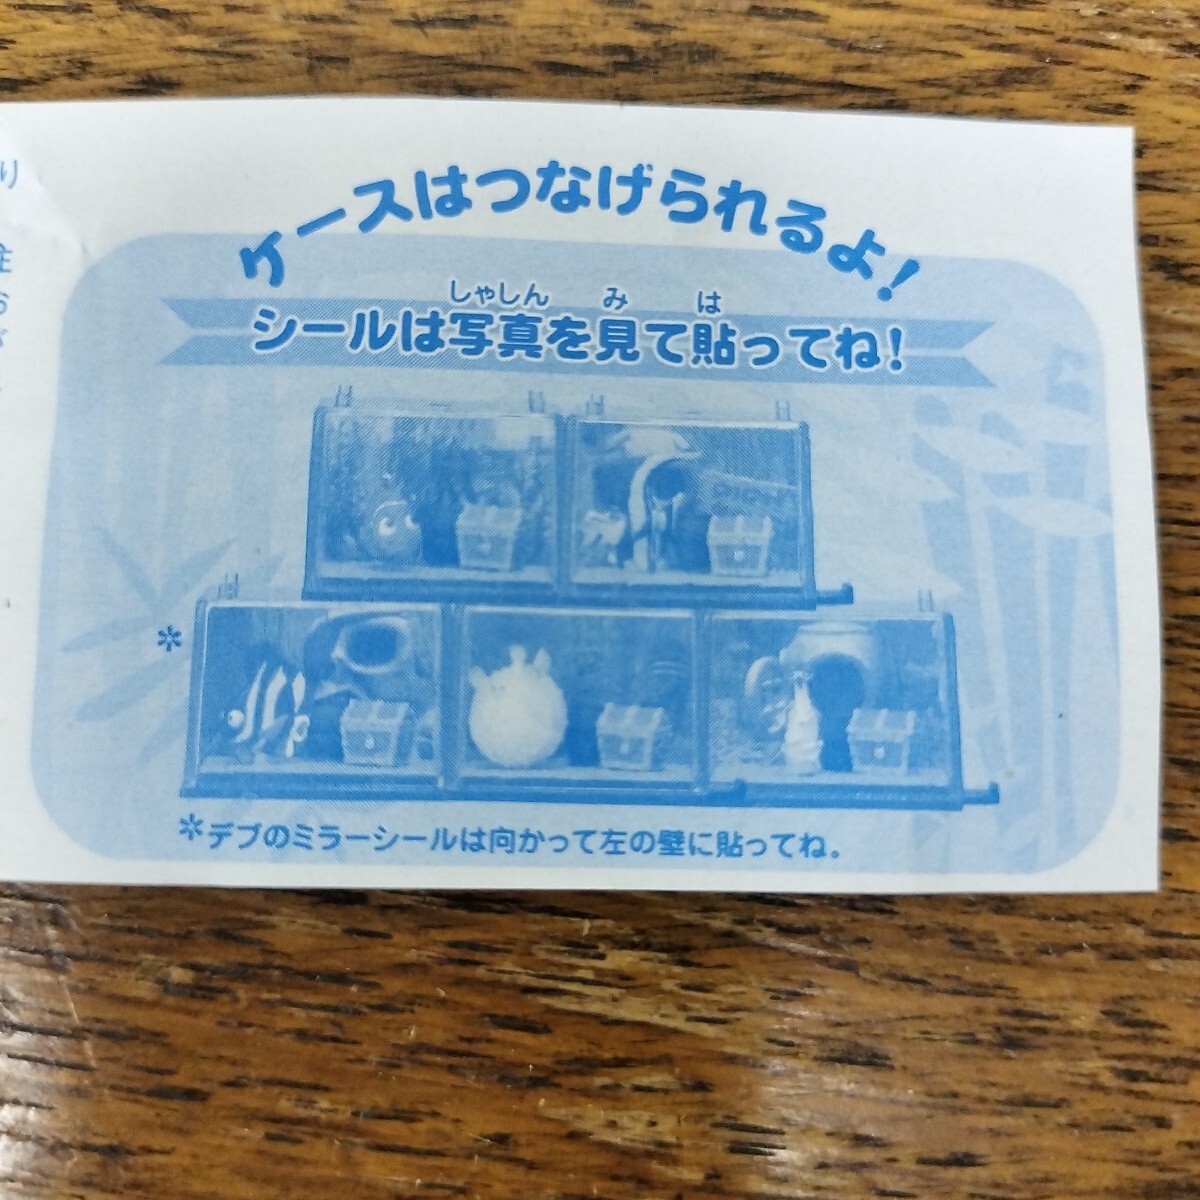 り
ケースはつなげられるよ!
しゃしん み は
シールは写真を見て貼ってね!
お
*
*デブのミラーシールは向かって左の壁に貼ってね。